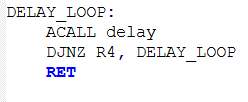 DELAY_LOOP:
    ACALL delay
    DJNZ R4, DELAY_LOOP
    RET